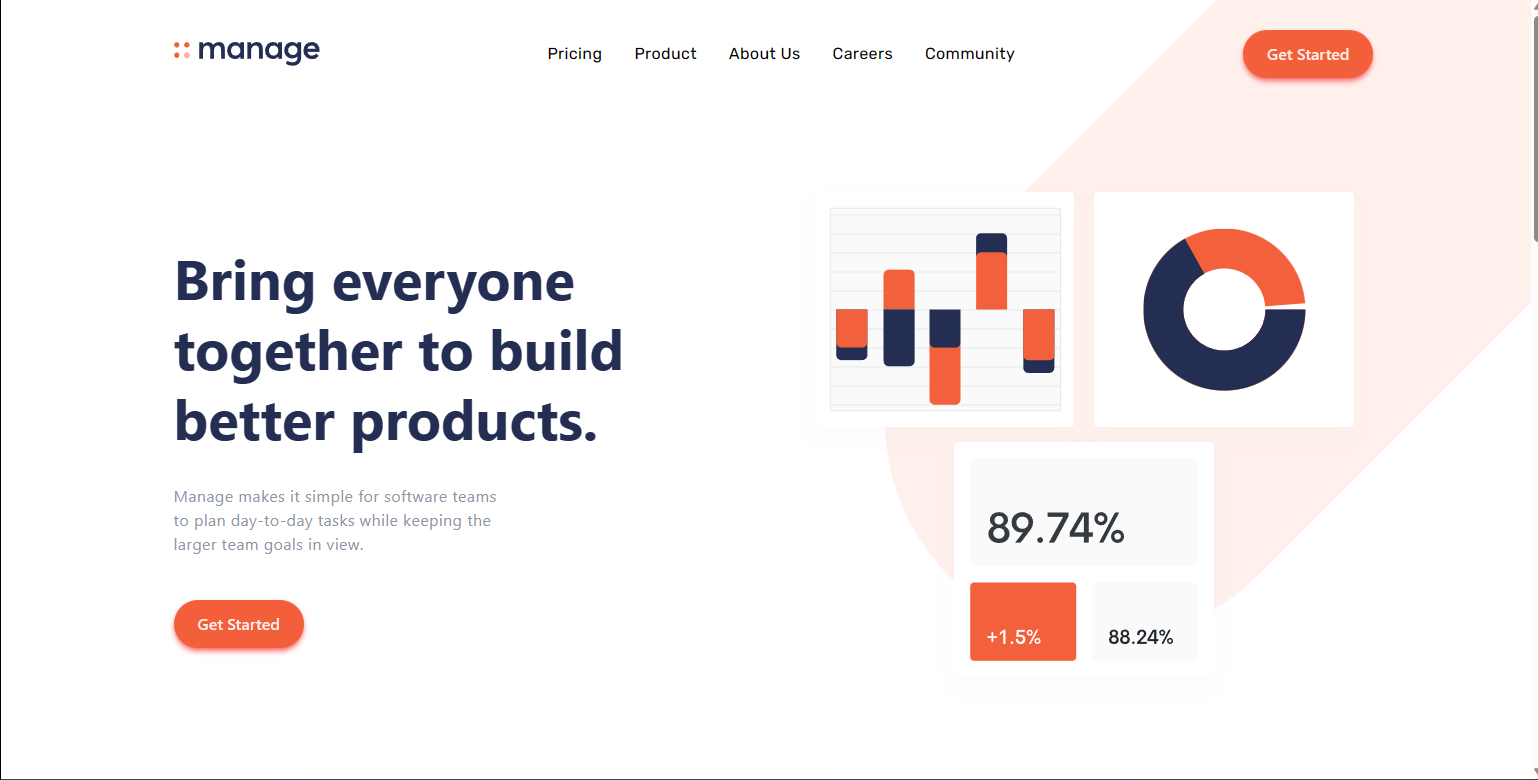 manage
Pricing
Product
About Us
Careers
Community
Get Started
Bring everyone
together to build
better products.
Manage makes it simple for software teams
to plan day-to-day tasks while keeping the
larger team goals in view.
Get Started
89.74%
+1.5%
88.24%